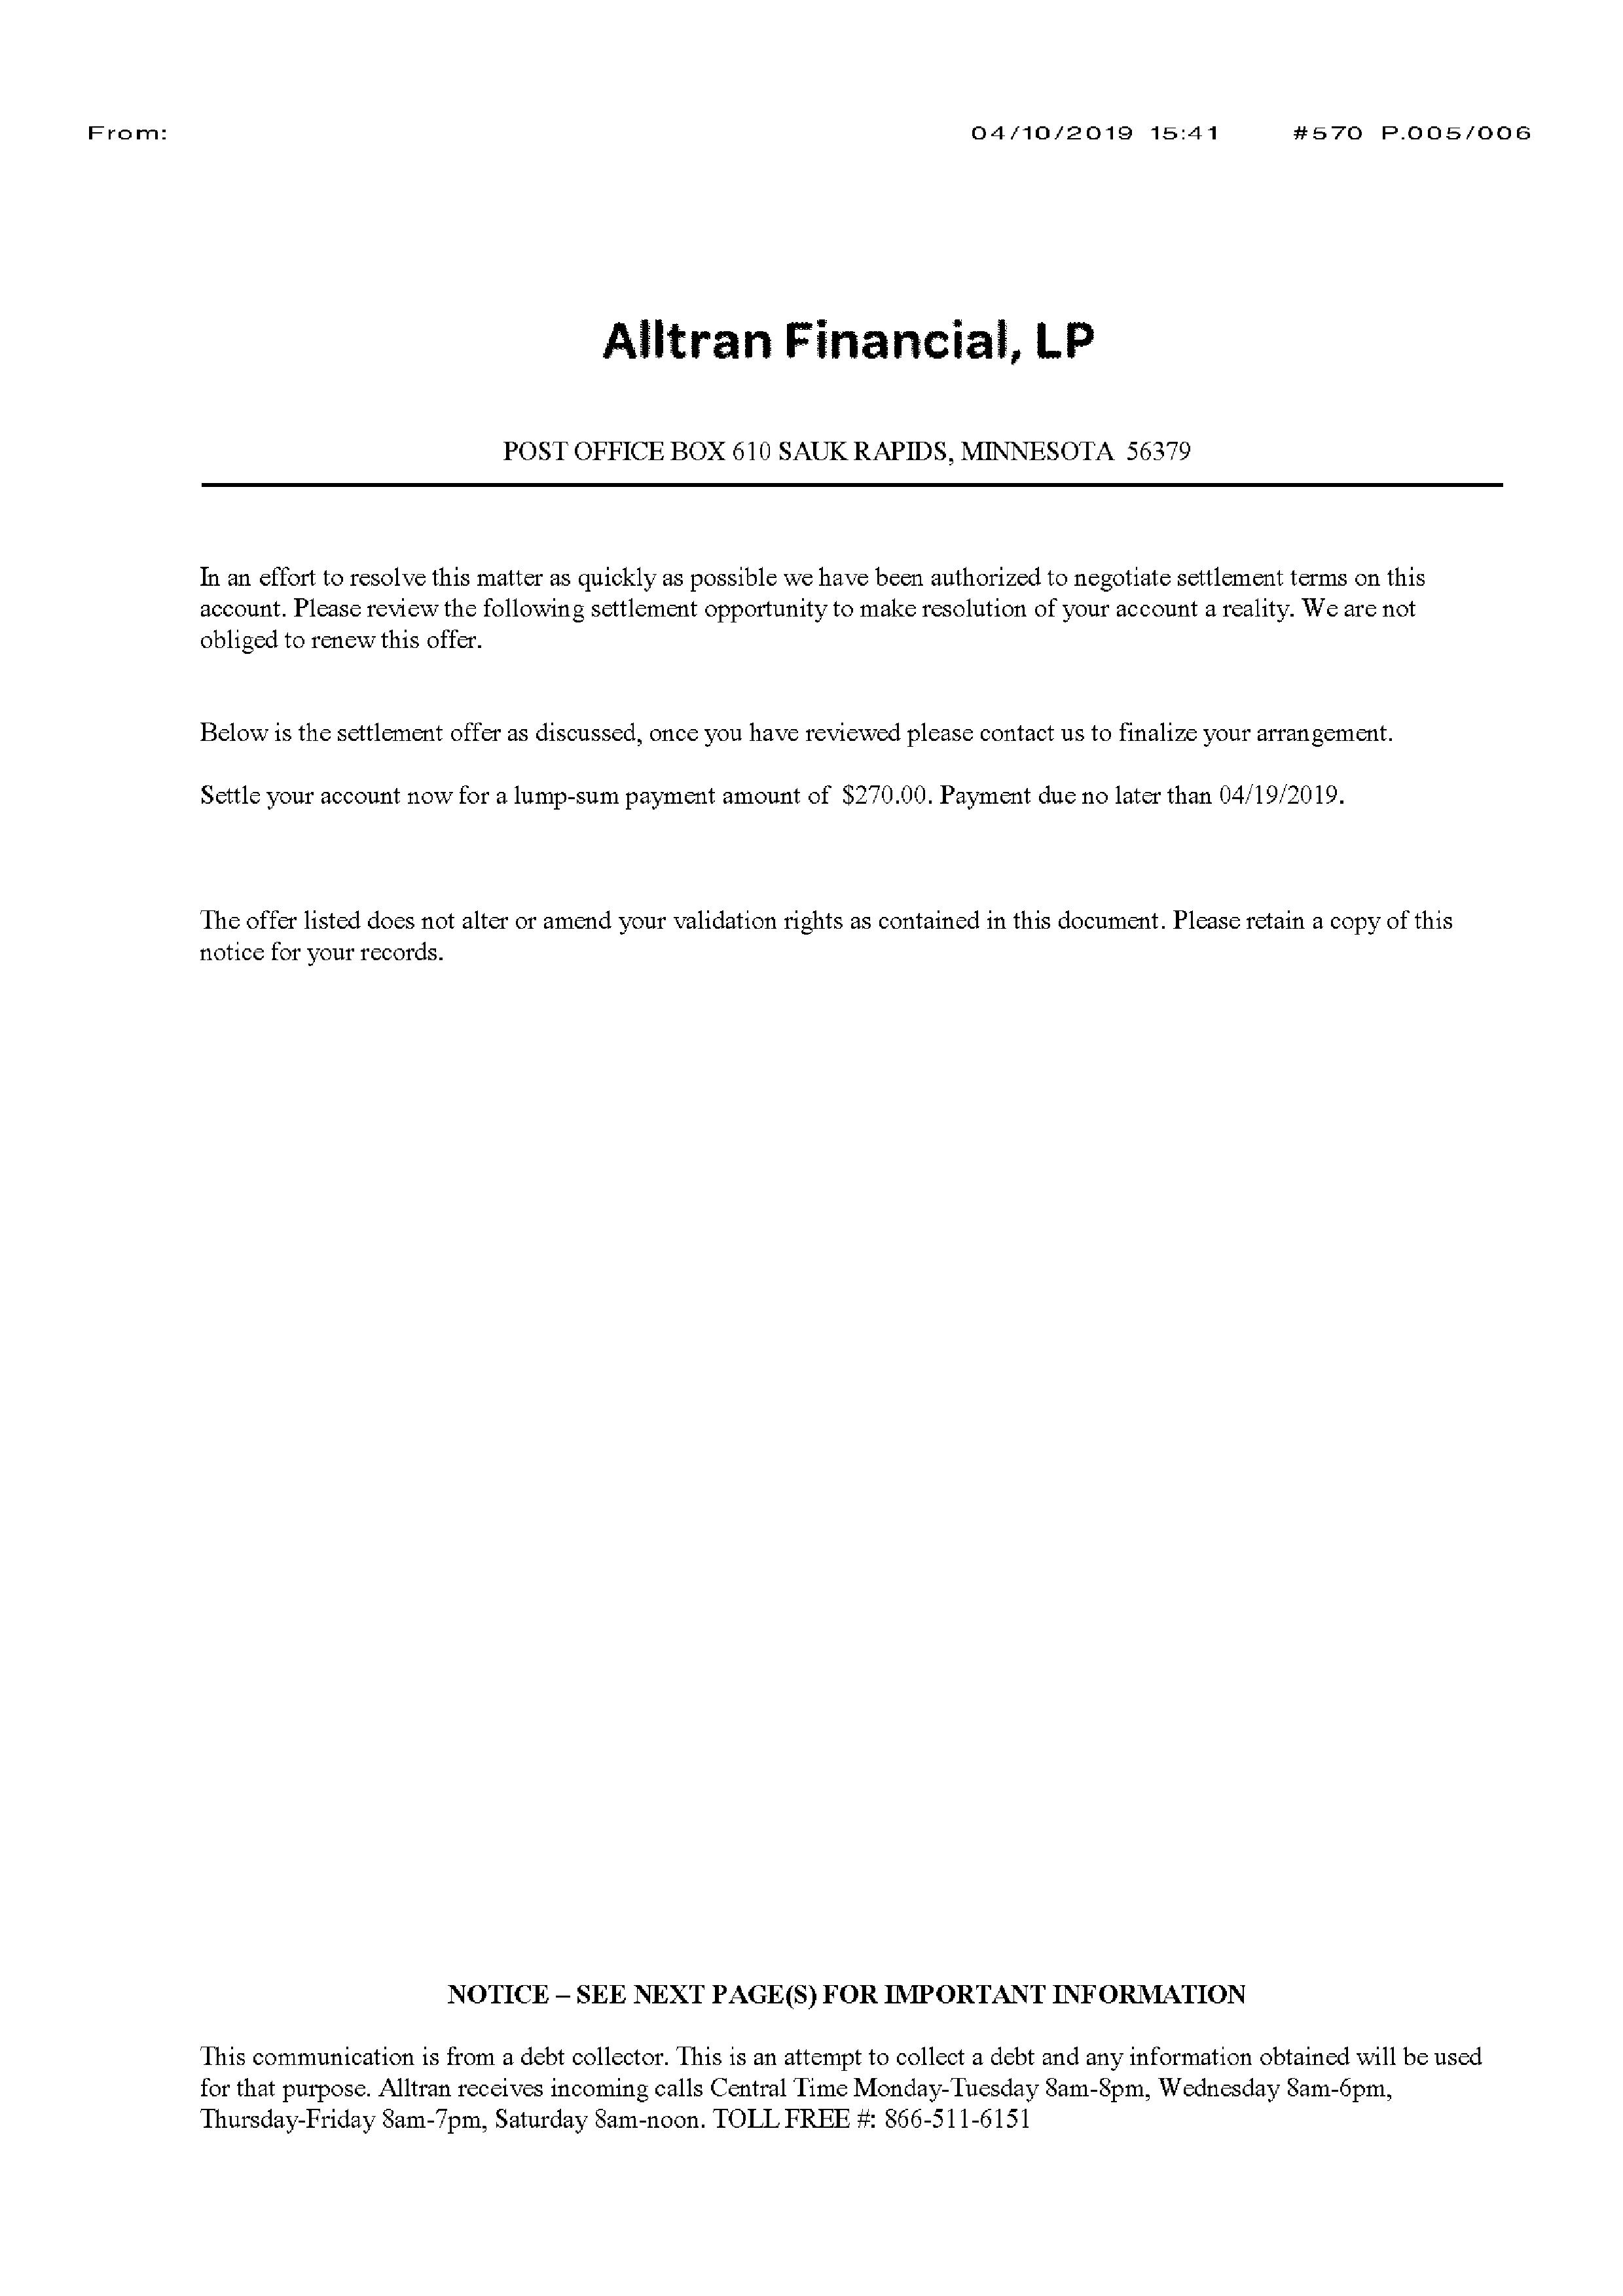 From: 04/10/2019 15:41 #570 P.005/006
Alltran Financial, LP
POST OFFICE BOX 610 SAUK RAPIDS, MINNESOTA 56379
In an effort to resolve this matter as quickly as possible we have been authorized to negotiate settlement terms on this
account. Please review the following settlement opportunity to make resolution of your account a reality. We are not
obliged to renew this offer.
Below is the settlement offer as discussed, once you have reviewed please contact us to finalize your arrangement.
Settle your account now for a lump-sum payment amount of $270.00. Payment due no later than 04/19/2019.
The offer listed does not alter or amend your validation rights as contained in this document. Please retain a copy of this
notice for your records.
NOTICE – SEE NEXT PAGE(S) FOR IMPORTANT INFORMATION
This communication is from a debt collector. This is an attempt to collect a debt and any information obtained will be used
for that purpose. Alltran receives incoming calls Central Time Monday-Tuesday 8am-8pm, Wednesday 8am-6pm,
Thursday-Friday 8am-7pm, Saturday 8am-noon. TOLL FREE #: 866-511-6151